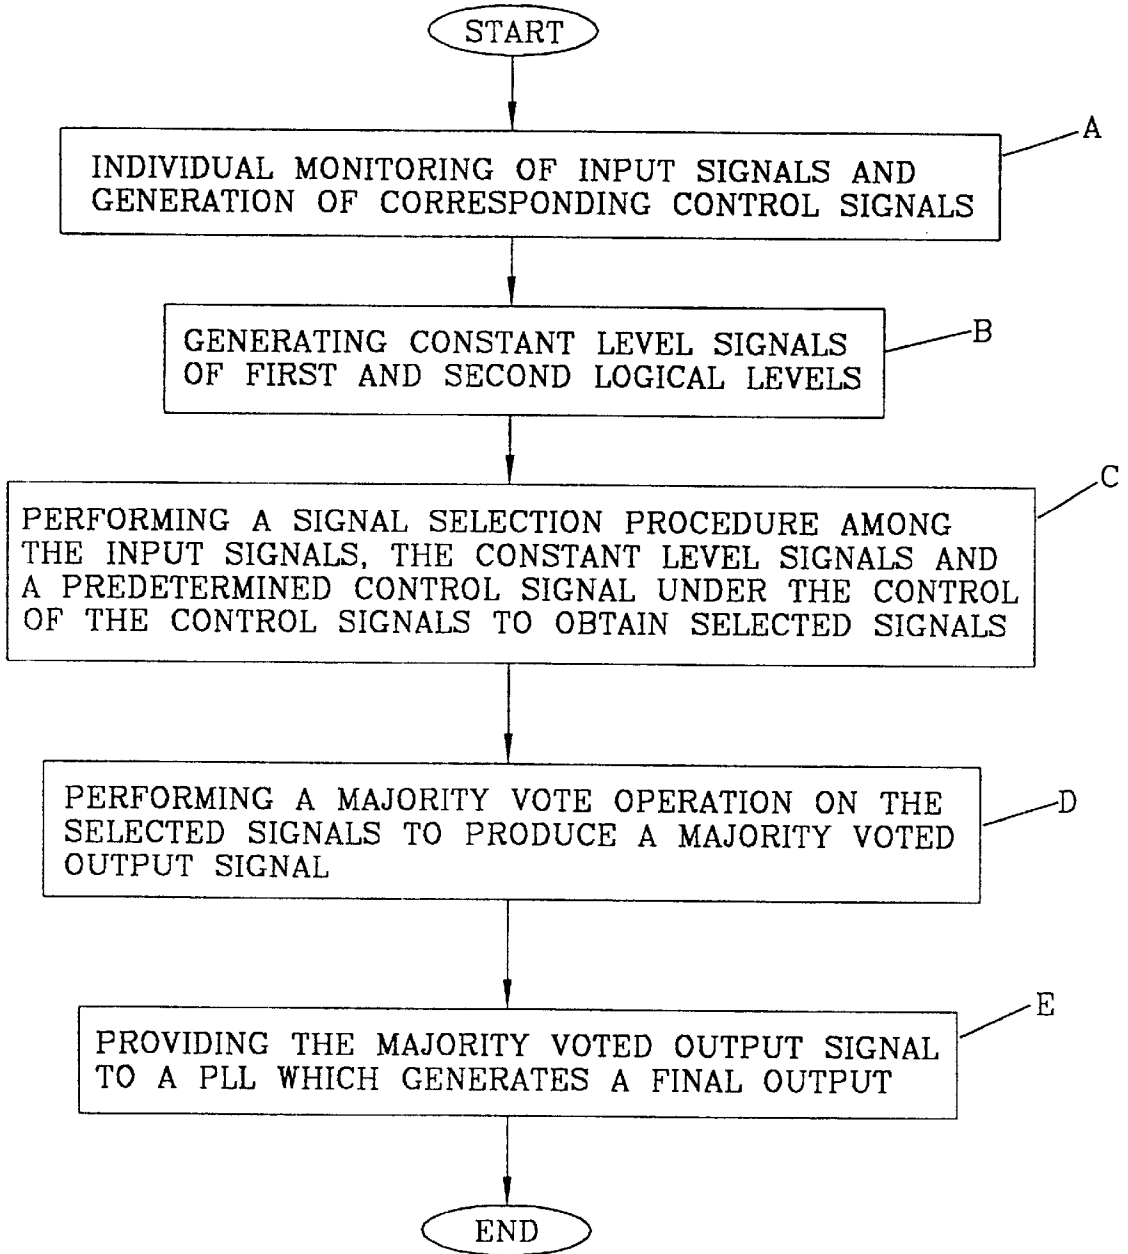 START
A
INDIVIDUAL MONITORING OF INPUT SIGNALS AND
GENERATION OF CORRESPONDING CONTROL SIGNALS
B
GENERATING CONSTANT LEVEL SIGNALS
OF FIRST AND SECOND LOGICAL LEVELS
C
PERFORMING A SIGNAL SELECTION PROCEDURE AMONG
THE INPUT SIGNALS, THE CONSTANT LEVEL SIGNALS AND
A PREDETERMINED CONTROL SIGNAL UNDER THE CONTROL
OF THE CONTROL SIGNALS TO OBTAIN SELECTED SIGNALS
D
PERFORMING A MAJORITY VOTE OPERATION ON THE
SELECTED SIGNALS TO PRODUCE A MAJORITY VOTED
OUTPUT SIGNAL
E
PROVIDING THE MAJORITY VOTED OUTPUT SIGNAL
TO A PLL WHICH GENERATES A FINAL OUTPUT
END